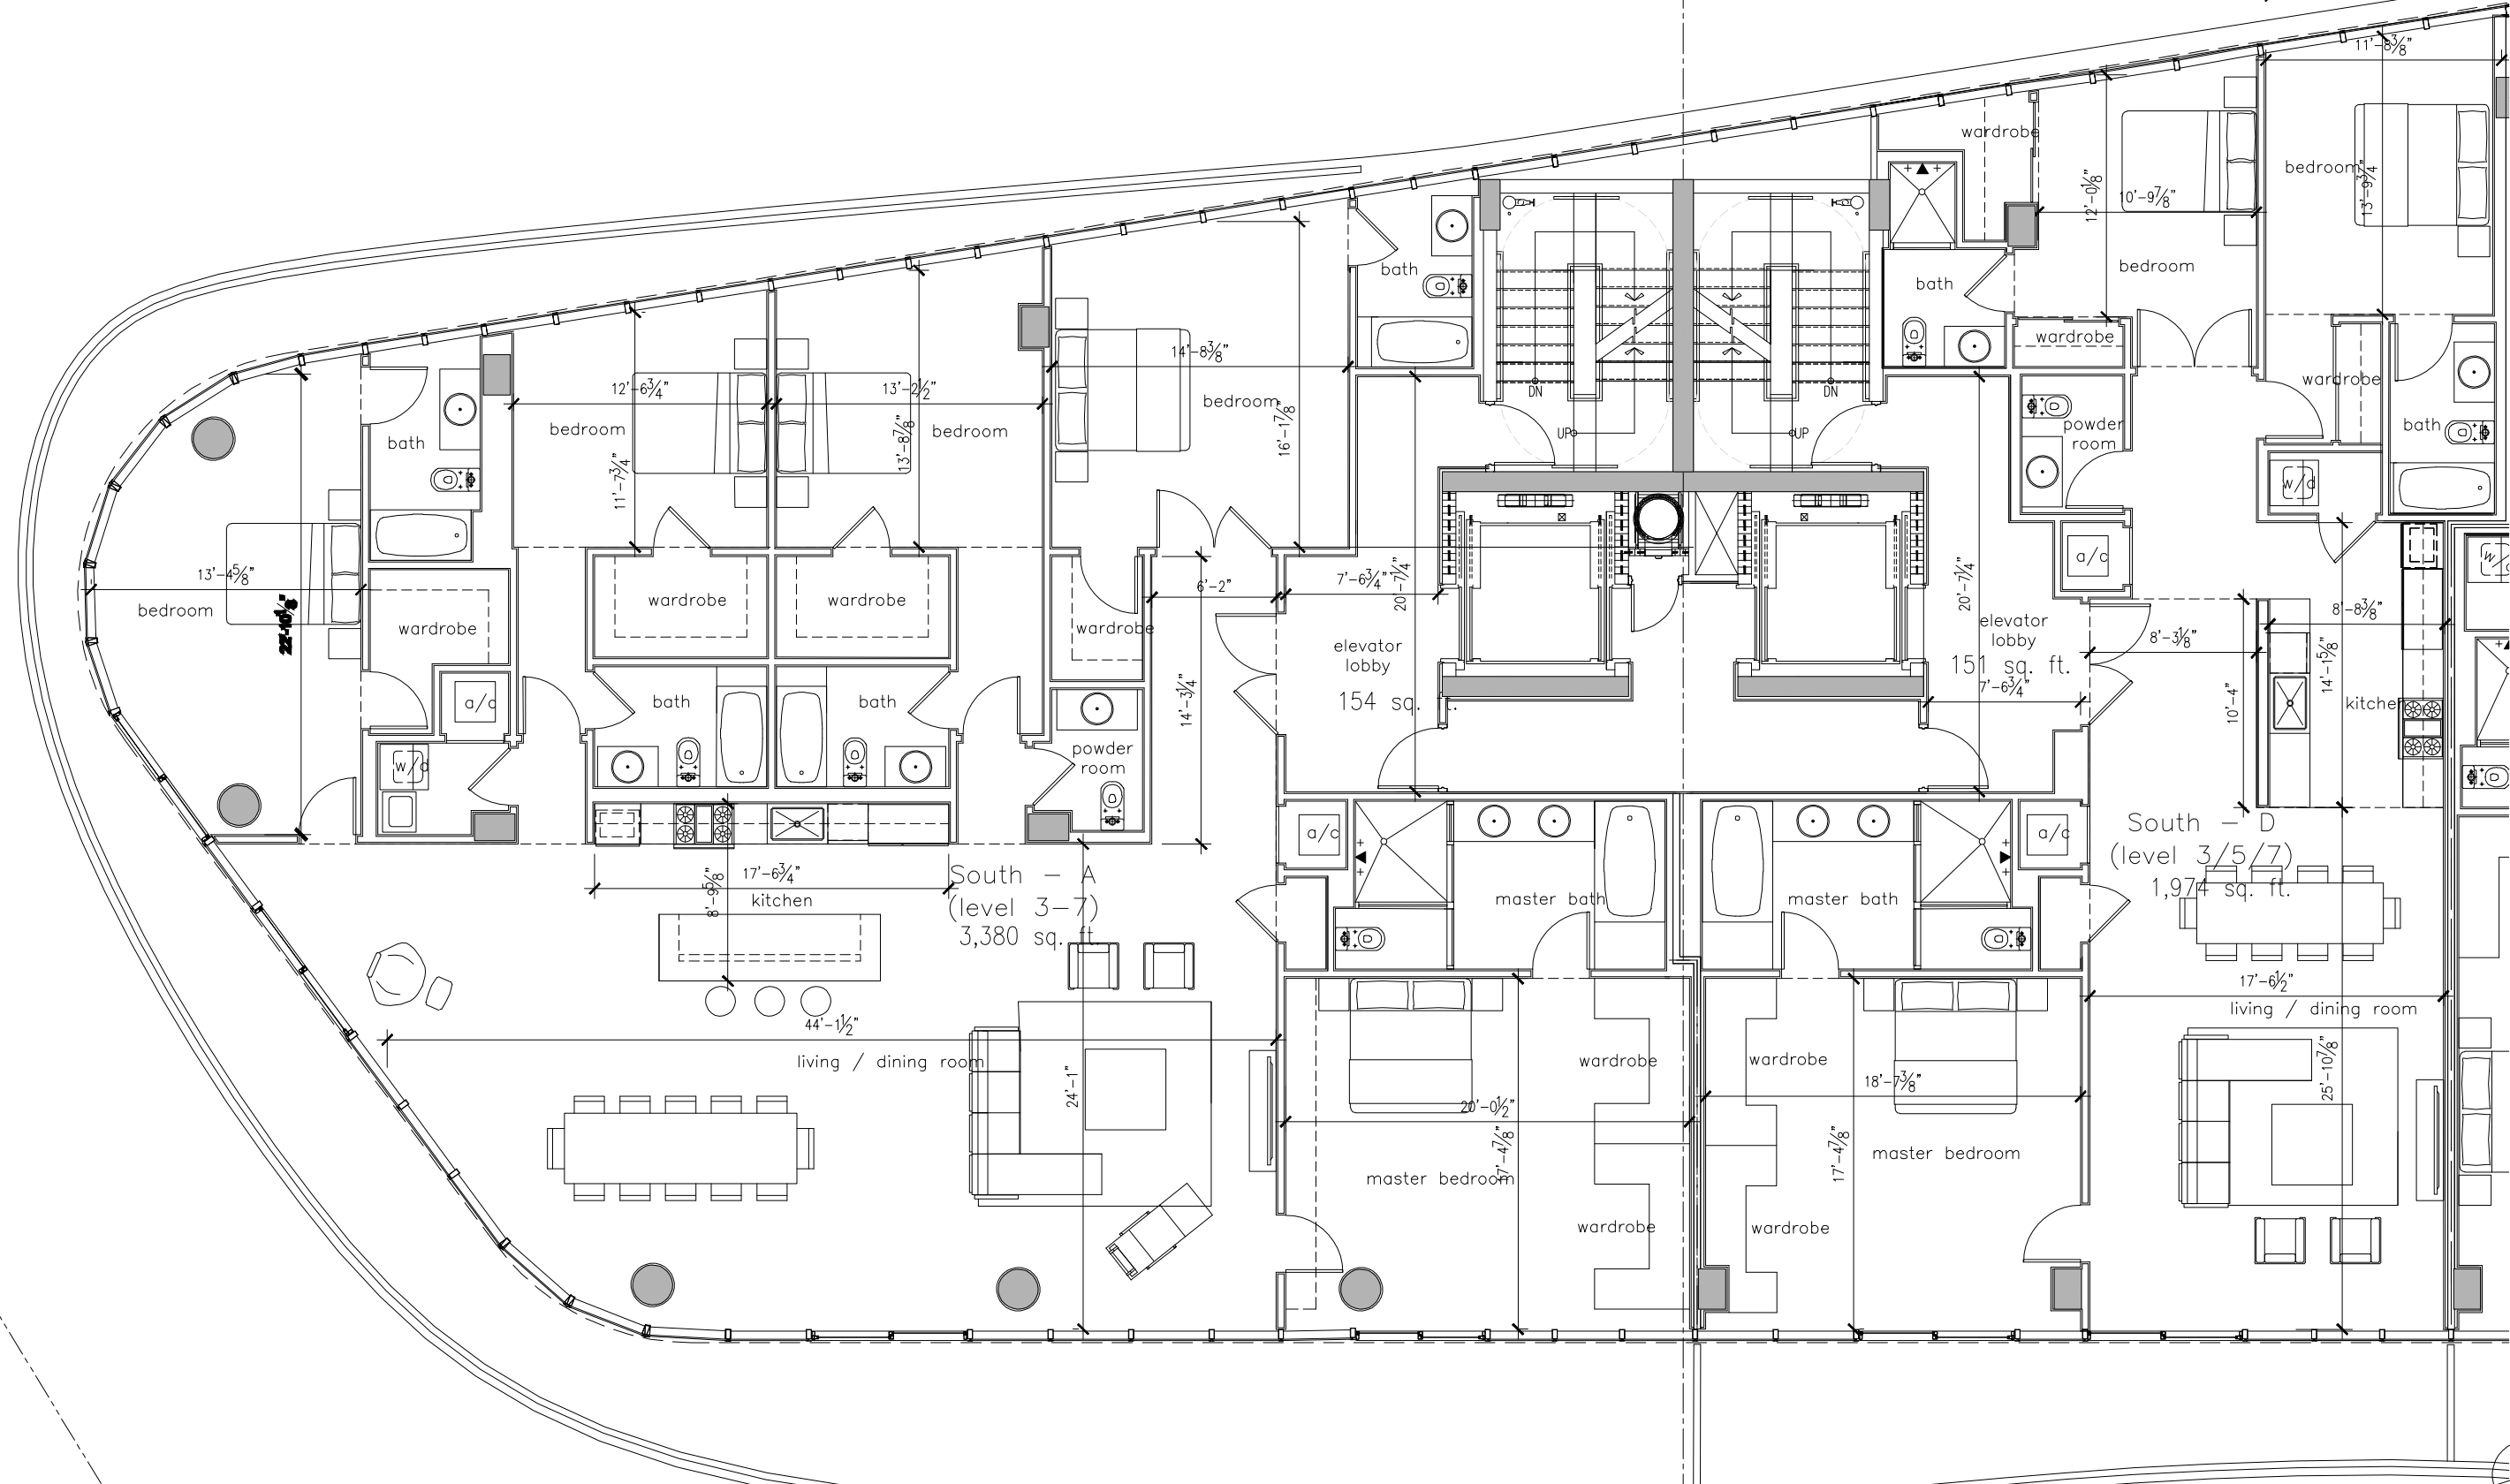 11'-8⅜"
wardrobe
bedroom
13'-9¾"
12'-0⅛"
10'-9⅞"
bath
bedroom
bath
14'-8⅜"
wardrobe
12'-6¾"
13'-2½"
wardrobe
DN
DN
bedroom
16'-1⅞"
bedroom
13'-8⅞"
bedroom
UP
UP
powder
room
bath
bath
11'-7¾"
w/d
a/c
13'-4⅝"
bedroom
wardrobe
wardrobe
wardrobe
wardrobe
6'-2"
7'-6¾"
20'-7¼"
20'-7¼"
elevator
lobby
154 sq. ft.
elevator
lobby
151 sq. ft.
7'-6¾"
8'-3⅛"
8'-8⅜"
14'-1⅝"
10'-4"
kitchen
w/d
a/c
bath
bath
14'-3¼"
powder
room
w/d
a/c
a/c
South - D
(level 3/5/7)
1,974 sq. ft.
17'-6¾"
8'-9⅝"
kitchen
South - A
(level 3-7)
3,380 sq. ft.
master bath
master bath
17'-6½"
living / dining room
44'-1½"
living / dining room
24'-1"
wardrobe
wardrobe
18'-7⅜"
25'-10⅞"
20'-0½"
17'-4⅞"
17'-4⅞"
master bedroom
master bedroom
wardrobe
wardrobe